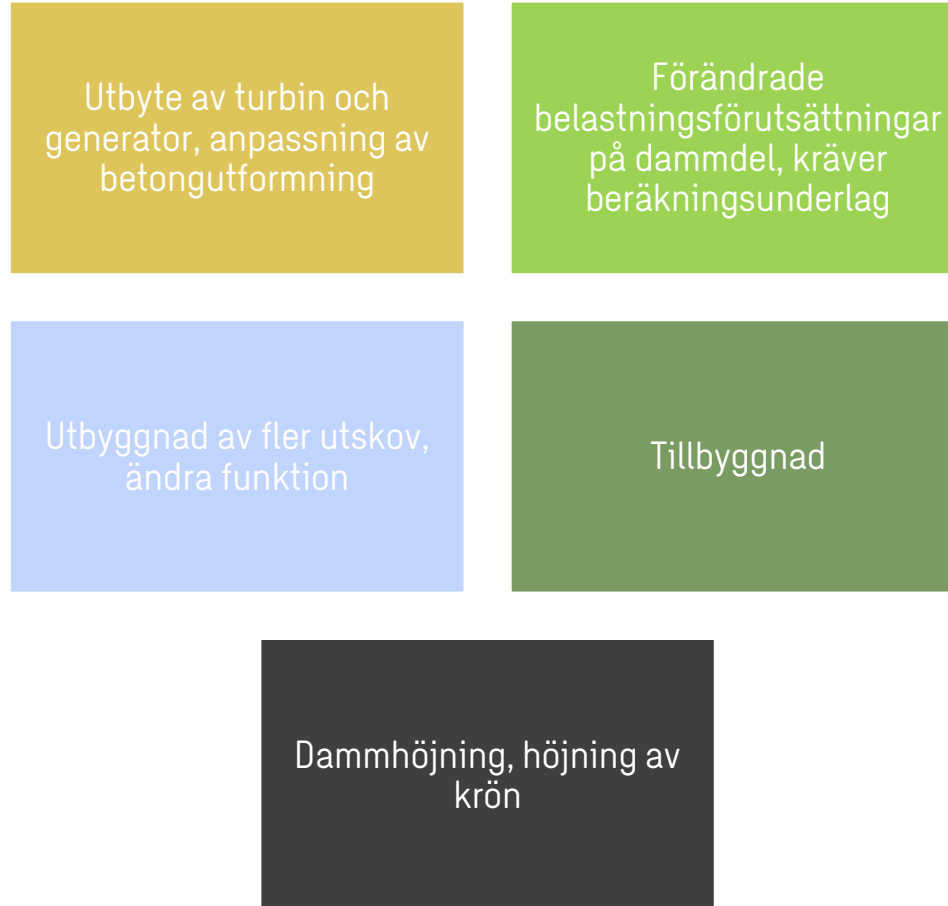 Utbyte av turbin och
generator, anpassning av
betongutformning
Förändrade
belastningsförutsättningar
på dammdel, kräver
beräkningsunderlag
Utbyggnad av fler utskov,
ändra funktion
Tillbyggnad
Dammhöjning, höjning av
krön